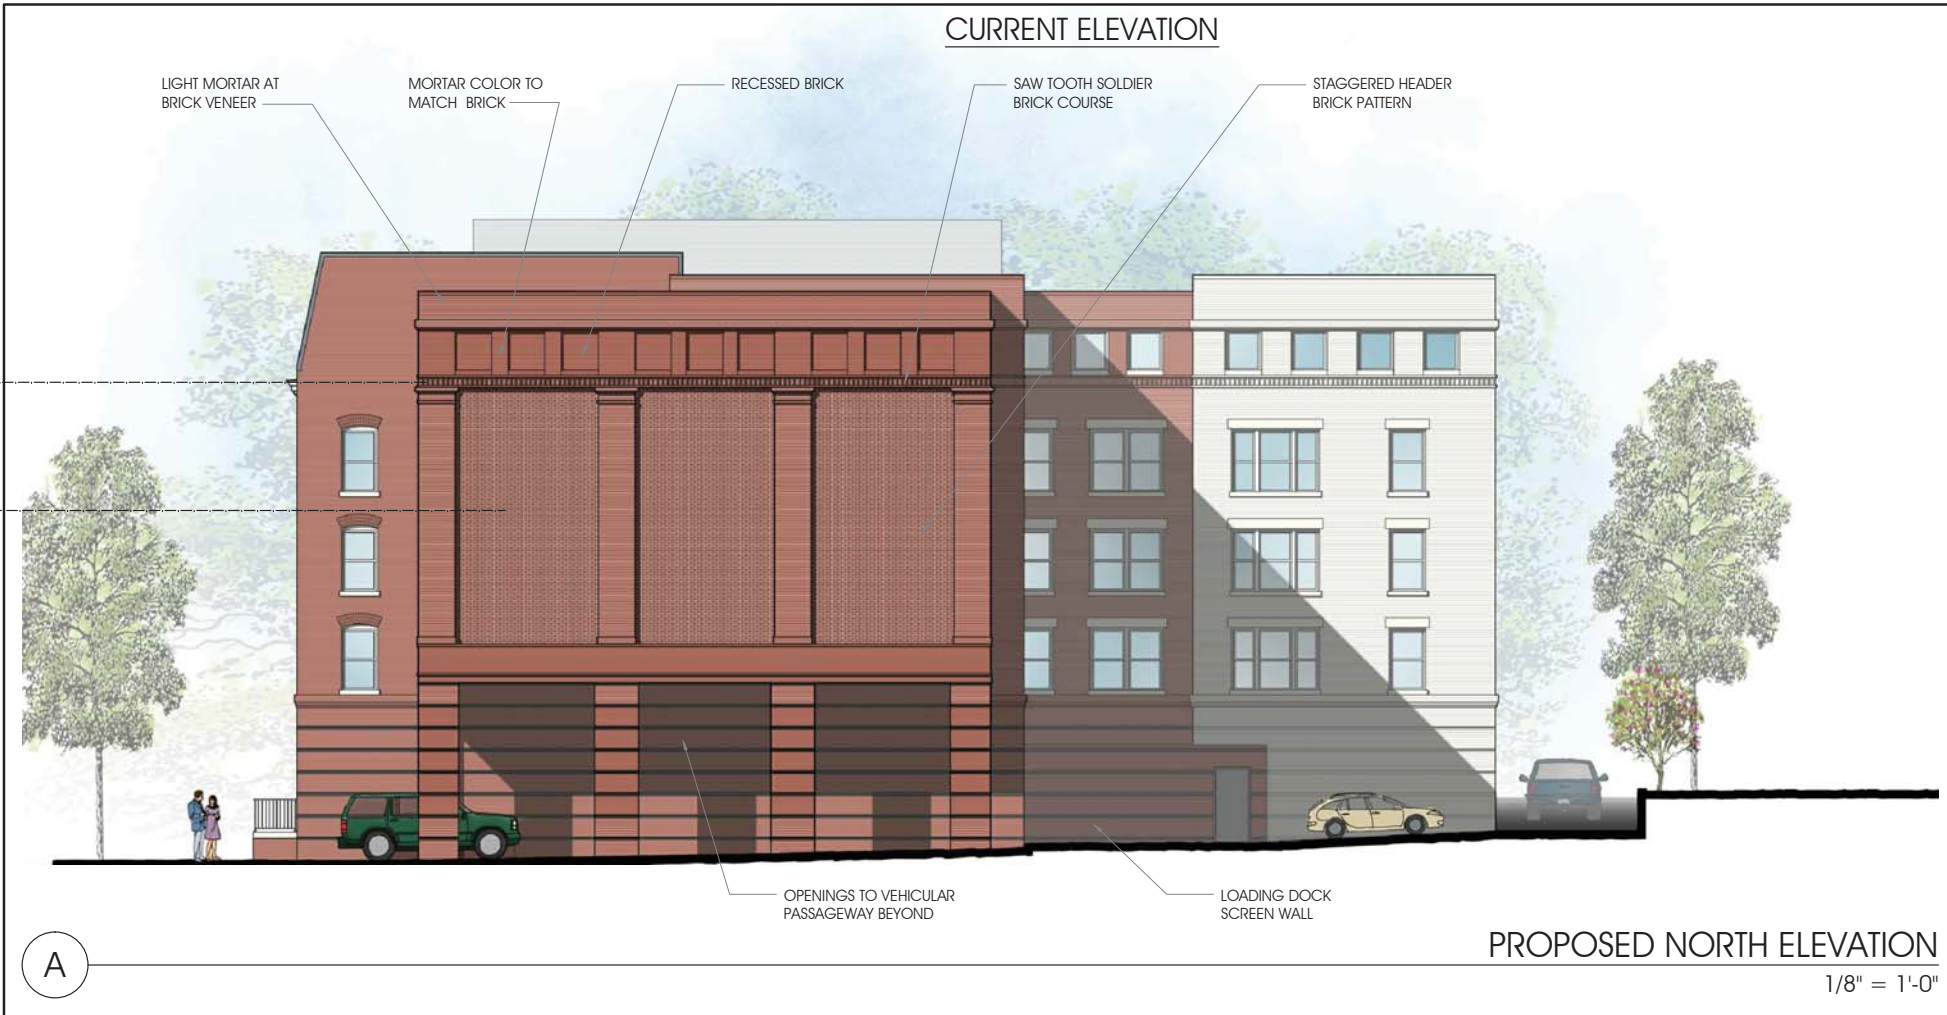 CURRENT ELEVATION
LIGHT MORTAR AT
BRICK VENEER
MORTAR COLOR TO
MATCH BRICK
RECESSED BRICK
SAW TOOTH SOLDIER
BRICK COURSE
STAGGERED HEADER
BRICK PATTERN
OPENINGS TO VEHICULAR
PASSAGEWAY BEYOND
LOADING DOCK
SCREEN WALL
A
PROPOSED NORTH ELEVATION
1/8" = 1'-0"